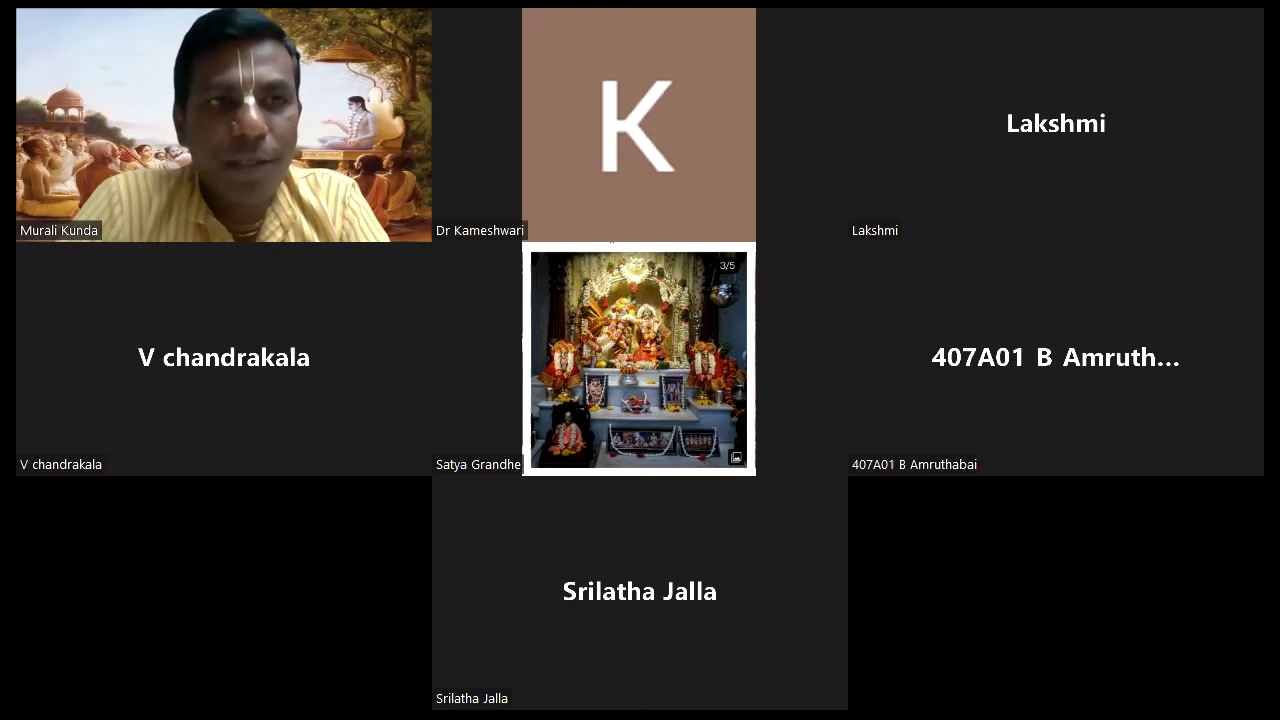 K
Lakshmi
Murali Kunda
Dr Kameshwari
Lakshmi
3/5
V chandrakala
407A01 B Amruth...
V chandrakala
Satya Grandhe
407A01 B Amruthabai
Srilatha Jalla
Srilatha Jalla